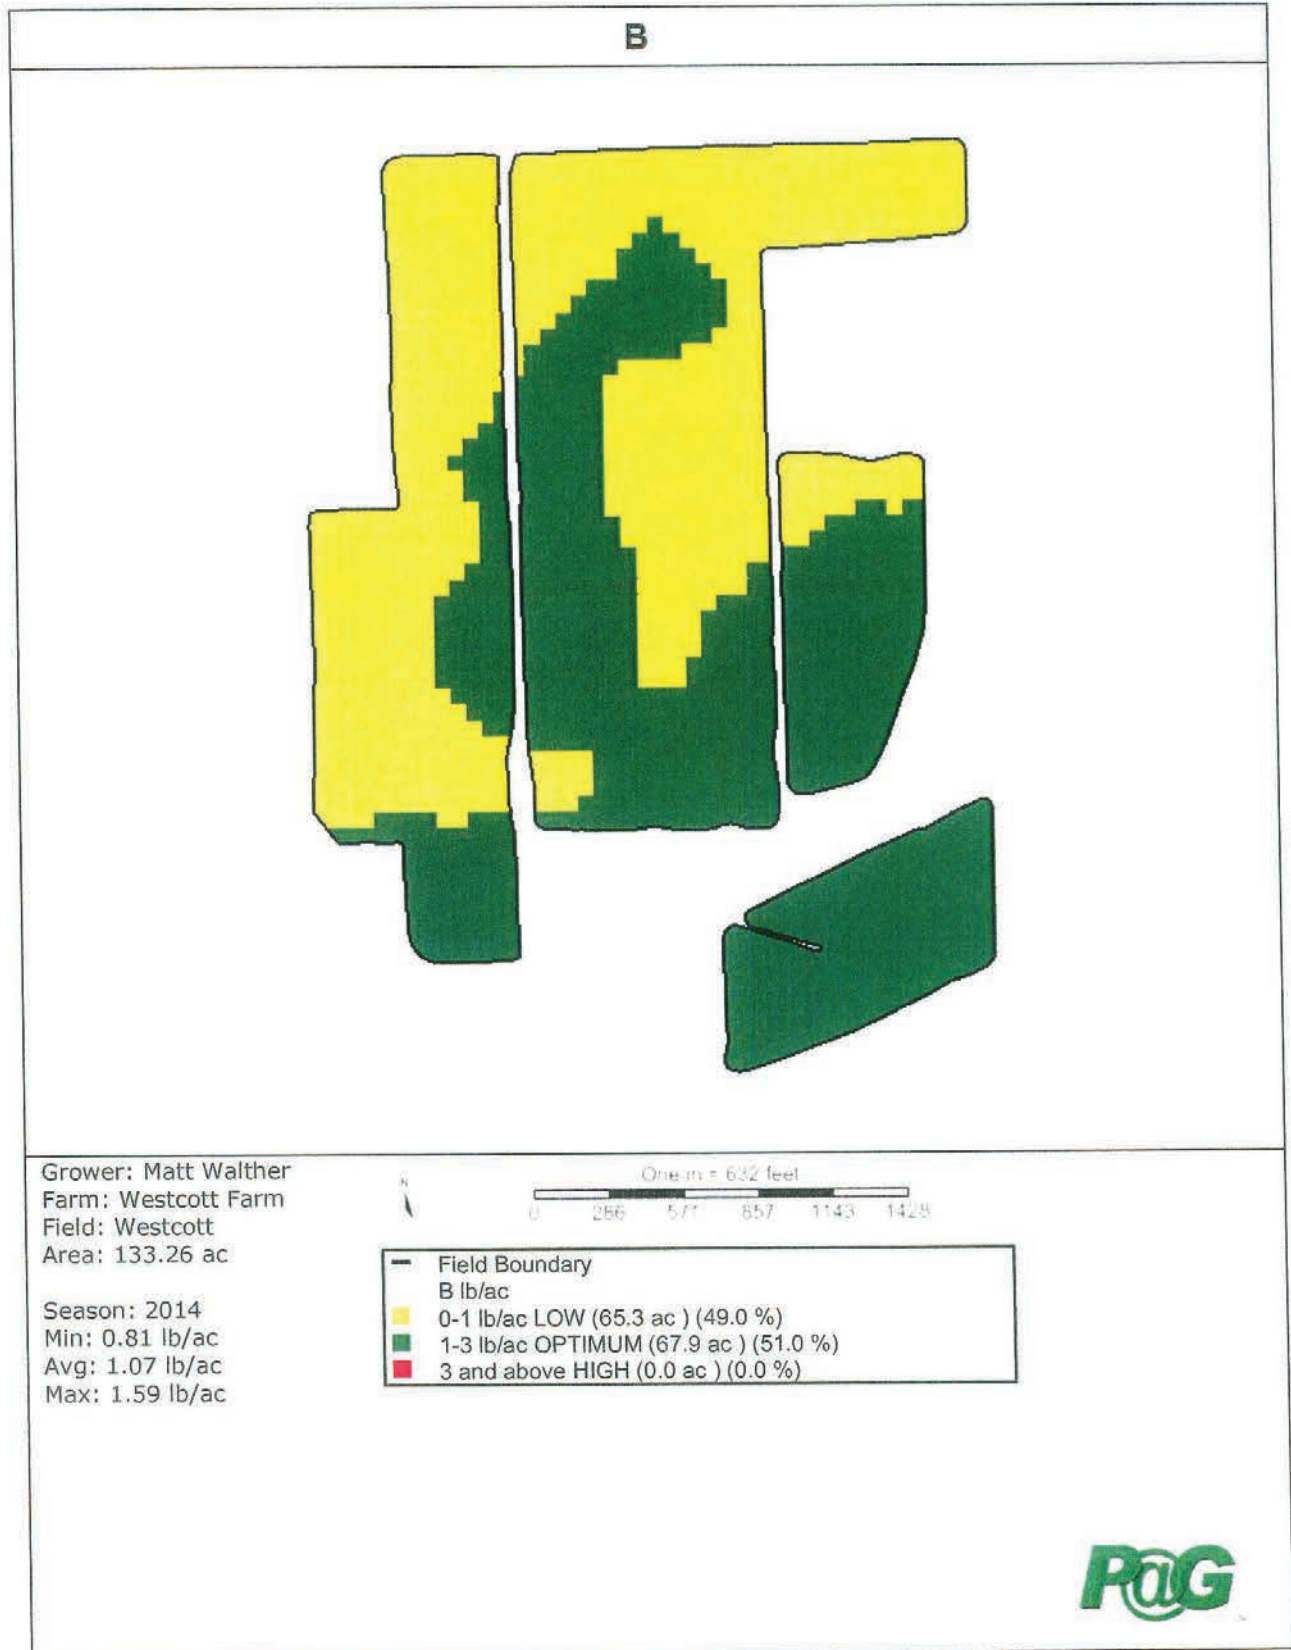 B
Grower: Matt Walther
Farm: Westcott Farm
Field: Westcott
Area: 133.26 ac
Season: 2014
Min: 0.81 lb/ac
Avg: 1.07 lb/ac
Max: 1.59 lb/ac
N
One in = 632 feet
0 286 571 857 1143 1428
Field Boundary
B lb/ac
0-1 lb/ac LOW (65.3 ac ) (49.0 %)
1-3 lb/ac OPTIMUM (67.9 ac ) (51.0 %)
3 and above HIGH (0.0 ac ) (0.0 %)
P@G